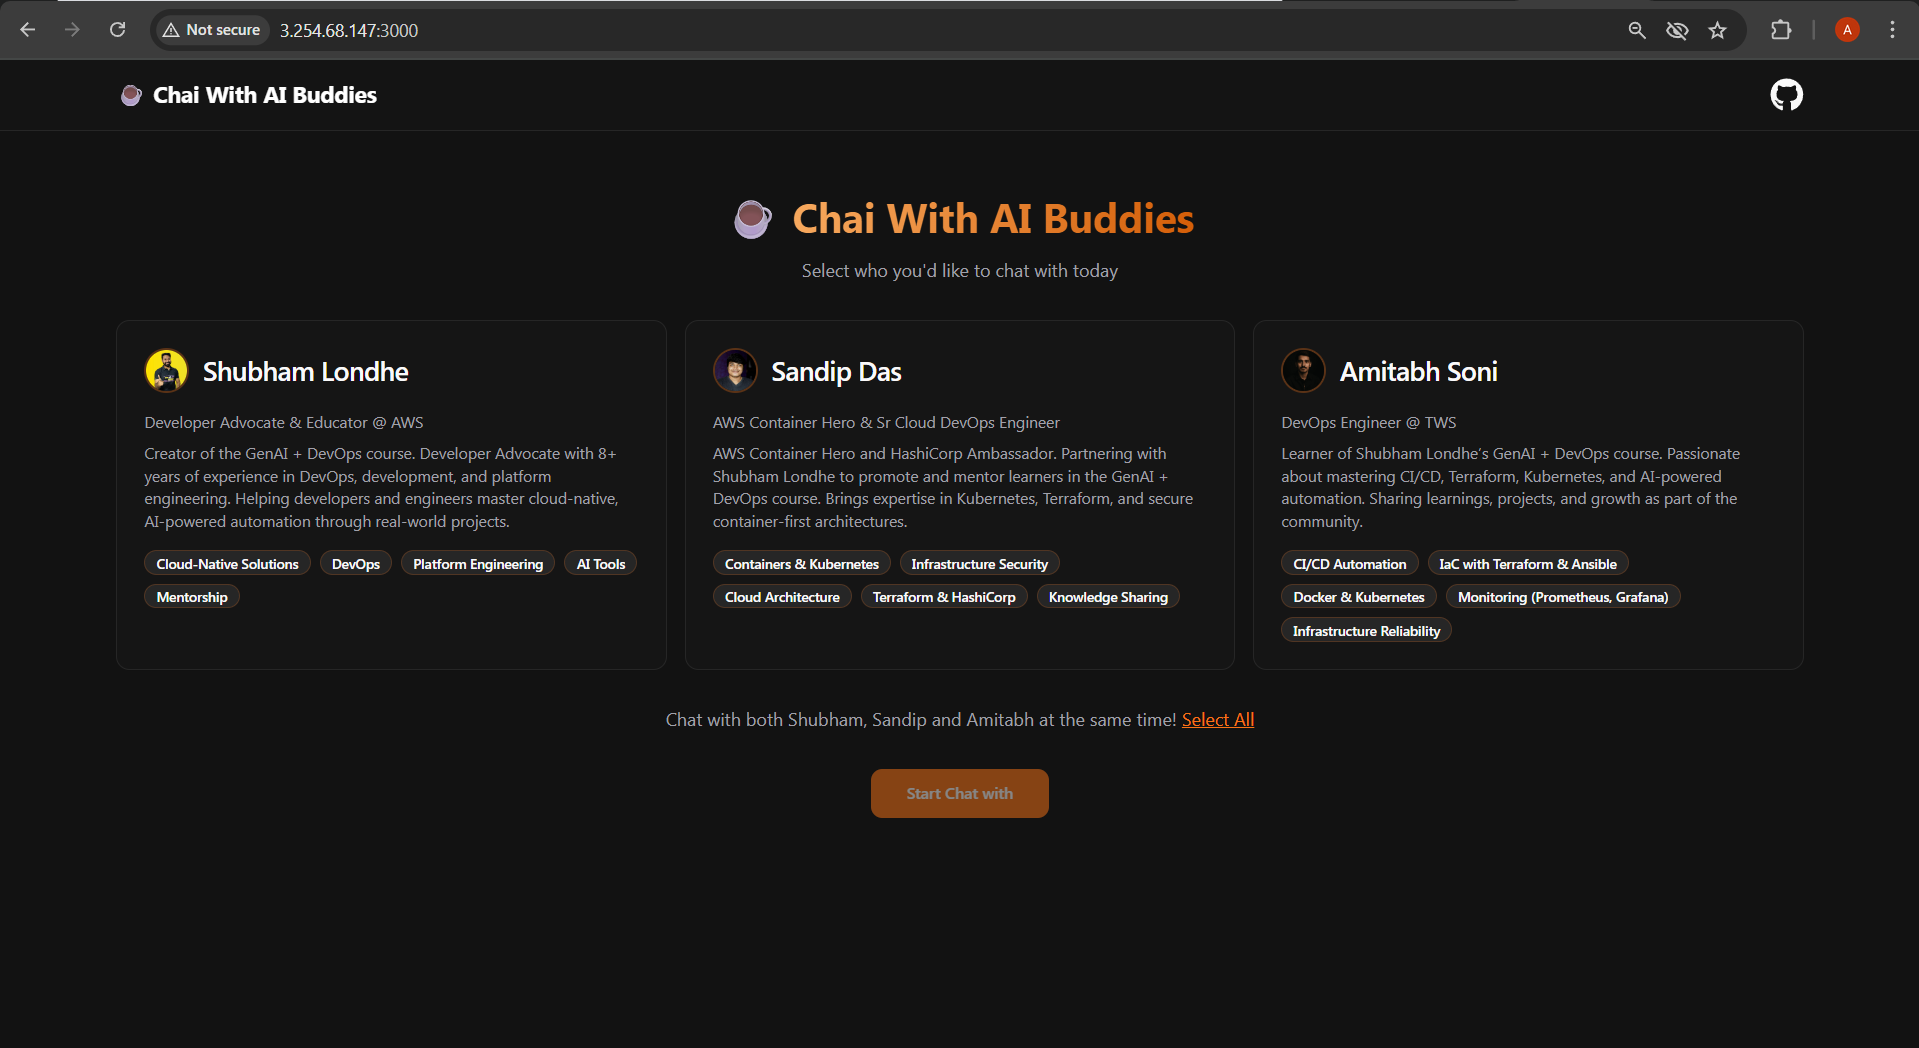 Not secure
3.254.68.147:3000
A
Chai With AI Buddies
Chai With AI Buddies
Select who you'd like to chat with today
Shubham Londhe
Developer Advocate & Educator @ AWS
Creator of the GenAI + DevOps course. Developer Advocate with 8+
years of experience in DevOps, development, and platform
engineering. Helping developers and engineers master cloud-native,
AI-powered automation through real-world projects.
Cloud-Native Solutions
DevOps
Platform Engineering
AI Tools
Mentorship
Sandip Das
AWS Container Hero & Sr Cloud DevOps Engineer
AWS Container Hero and HashiCorp Ambassador. Partnering with
Shubham Londhe to promote and mentor learners in the GenAI +
DevOps course. Brings expertise in Kubernetes, Terraform, and secure
container-first architectures.
Containers & Kubernetes
Infrastructure Security
Cloud Architecture
Terraform & HashiCorp
Knowledge Sharing
Amitabh Soni
DevOps Engineer @ TWS
Learner of Shubham Londhe’s GenAI + DevOps course. Passionate
about mastering CI/CD, Terraform, Kubernetes, and AI-powered
automation. Sharing learnings, projects, and growth as part of the
community.
CI/CD Automation
IaC with Terraform & Ansible
Docker & Kubernetes
Monitoring (Prometheus, Grafana)
Infrastructure Reliability
Chat with both Shubham, Sandip and Amitabh at the same time! Select All
Start Chat with